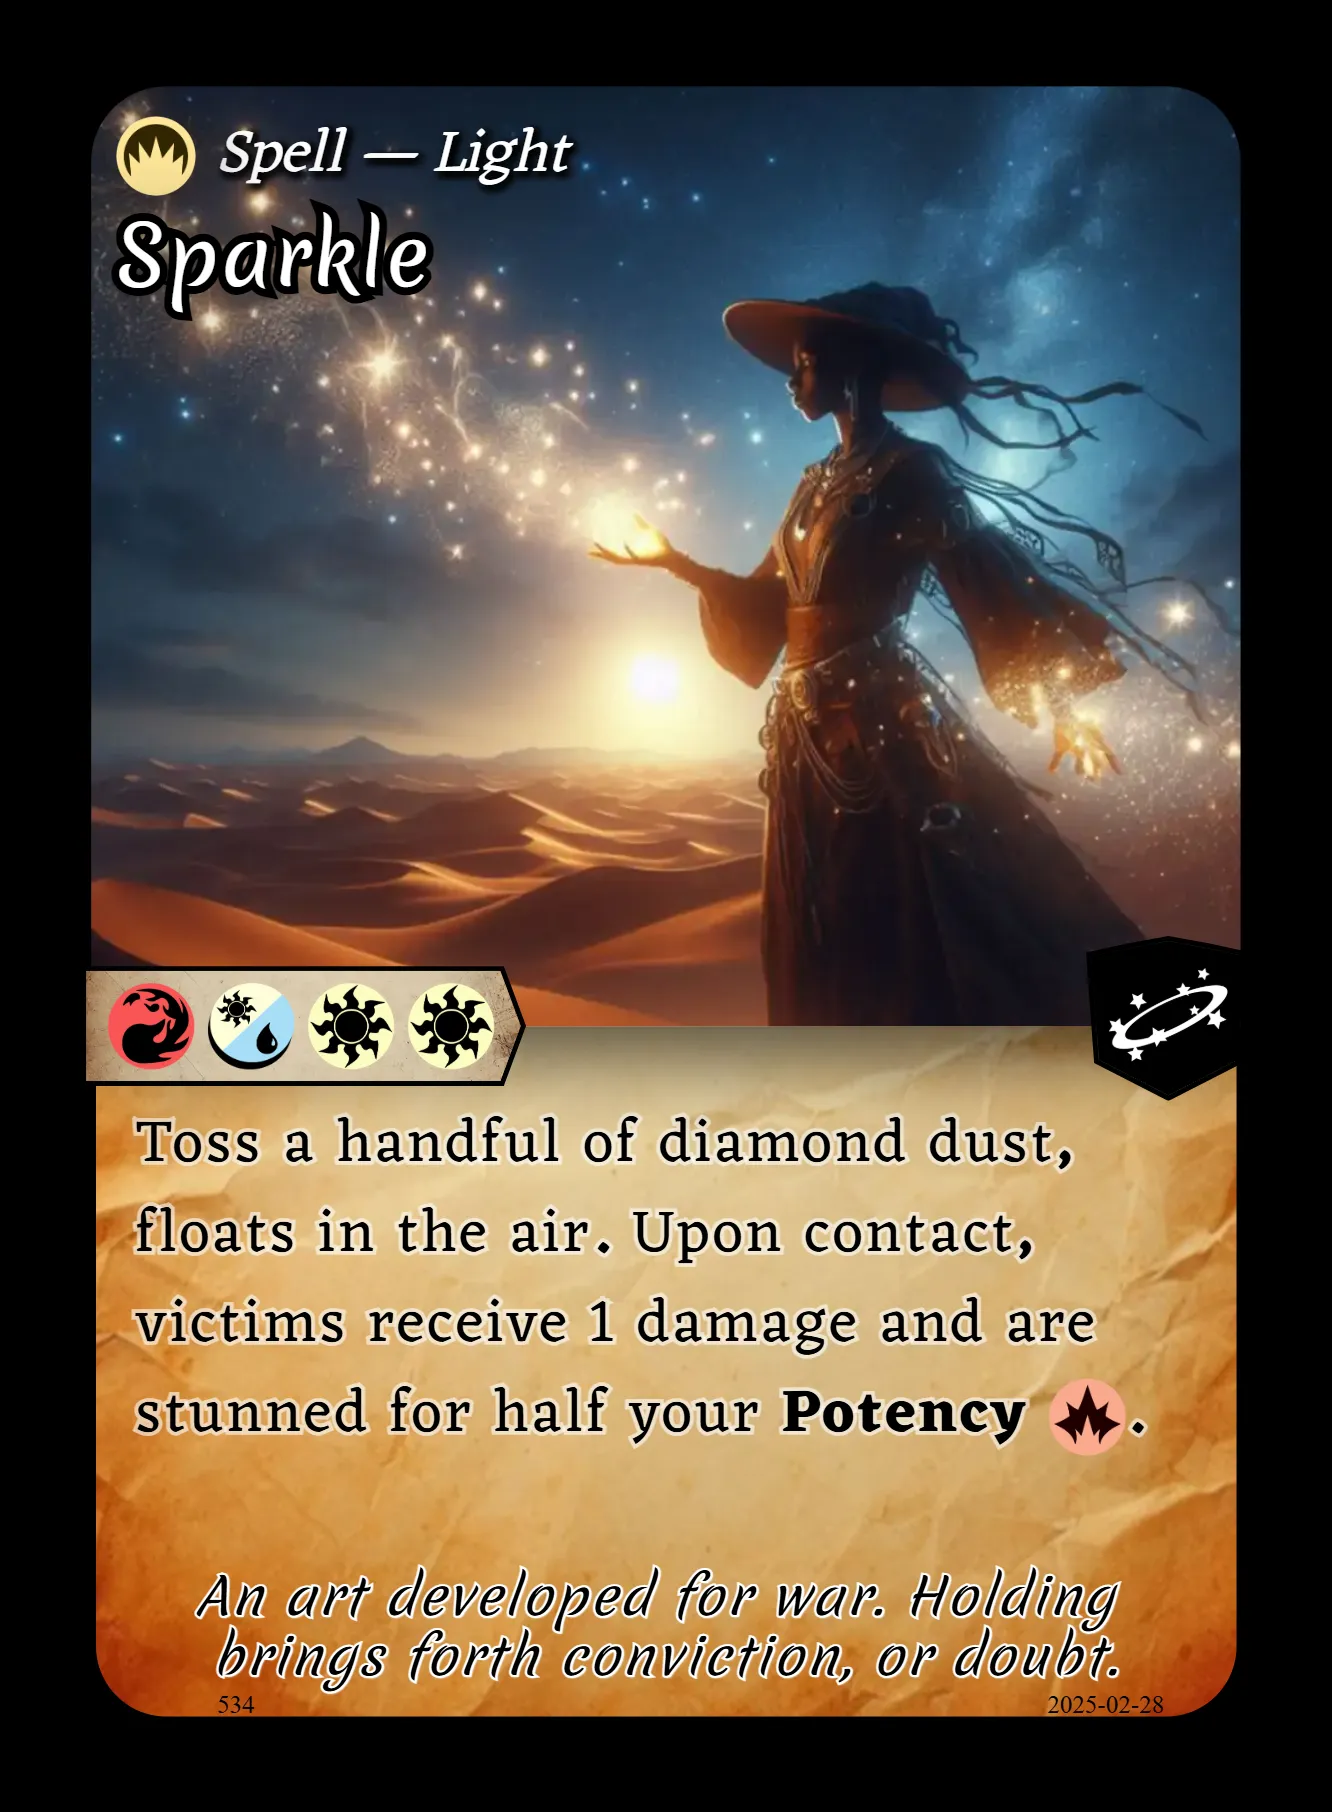 Spell — Light
Sparkle
Toss a handful of diamond dust,
floats in the air. Upon contact,
victims receive 1 damage and are
stunned for half your Potency .
An art developed for war. Holding
brings forth conviction, or doubt.
534
2025-02-28